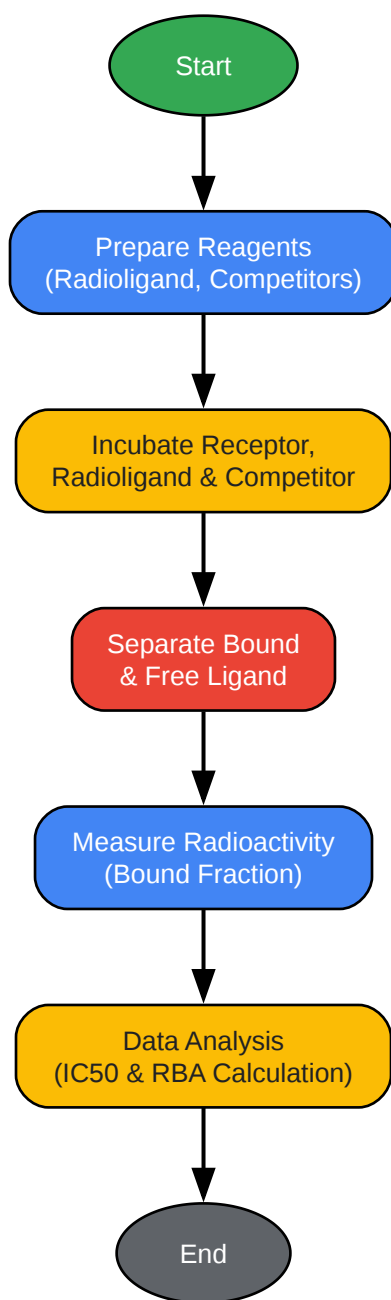 Start
Prepare Reagents
(Radioligand, Competitors)
Incubate Receptor,
Radioligand & Competitor
Separate Bound
& Free Ligand
Measure Radioactivity
(Bound Fraction)
Data Analysis
(IC50 & RBA Calculation)
End